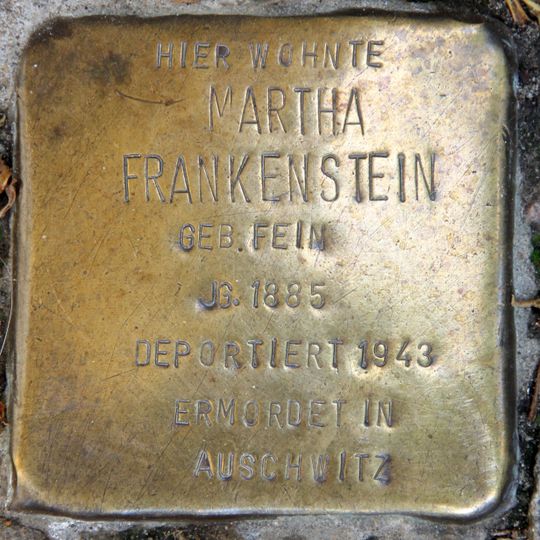 HIER WOHNTE
MARTHA
FRANKENSTEIN
GEB. FEIN
JG. 1885
DEPORTIERT 1943
ERMORDET IN
AUSCHWITZ